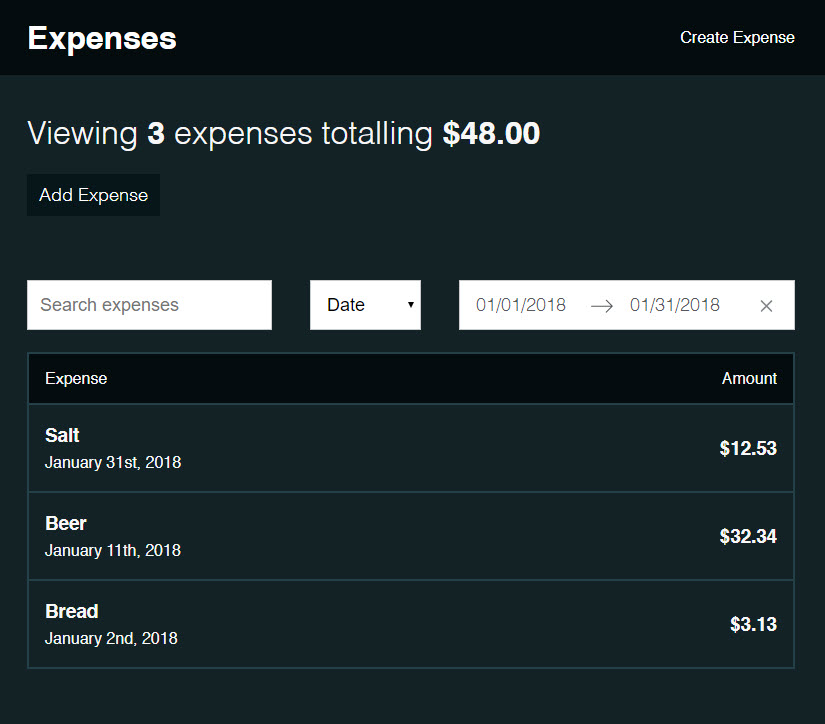 Expenses
Create Expense
Viewing 3 expenses totalling $48.00
Add Expense
Search expenses
Date
01/01/2018
01/31/2018
Expense
Amount
Salt
January 31st, 2018
$12.53
Beer
January 11th, 2018
$32.34
Bread
January 2nd, 2018
$3.13